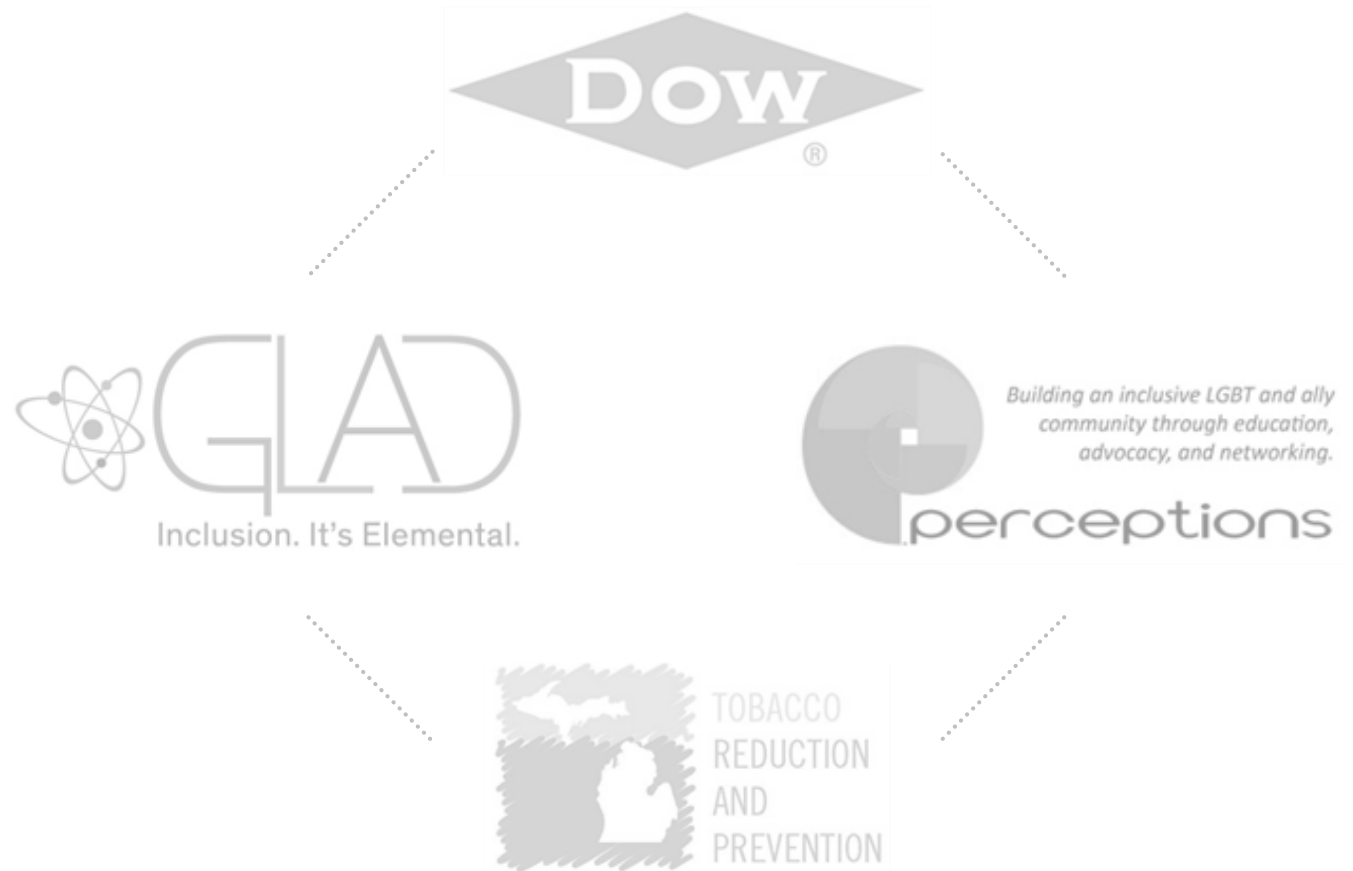 DOW
®
GLAD
Inclusion. It's Elemental.
Building an inclusive LGBT and ally
community through education,
advocacy, and networking.
perceptions
TOBACCO
REDUCTION
AND
PREVENTION